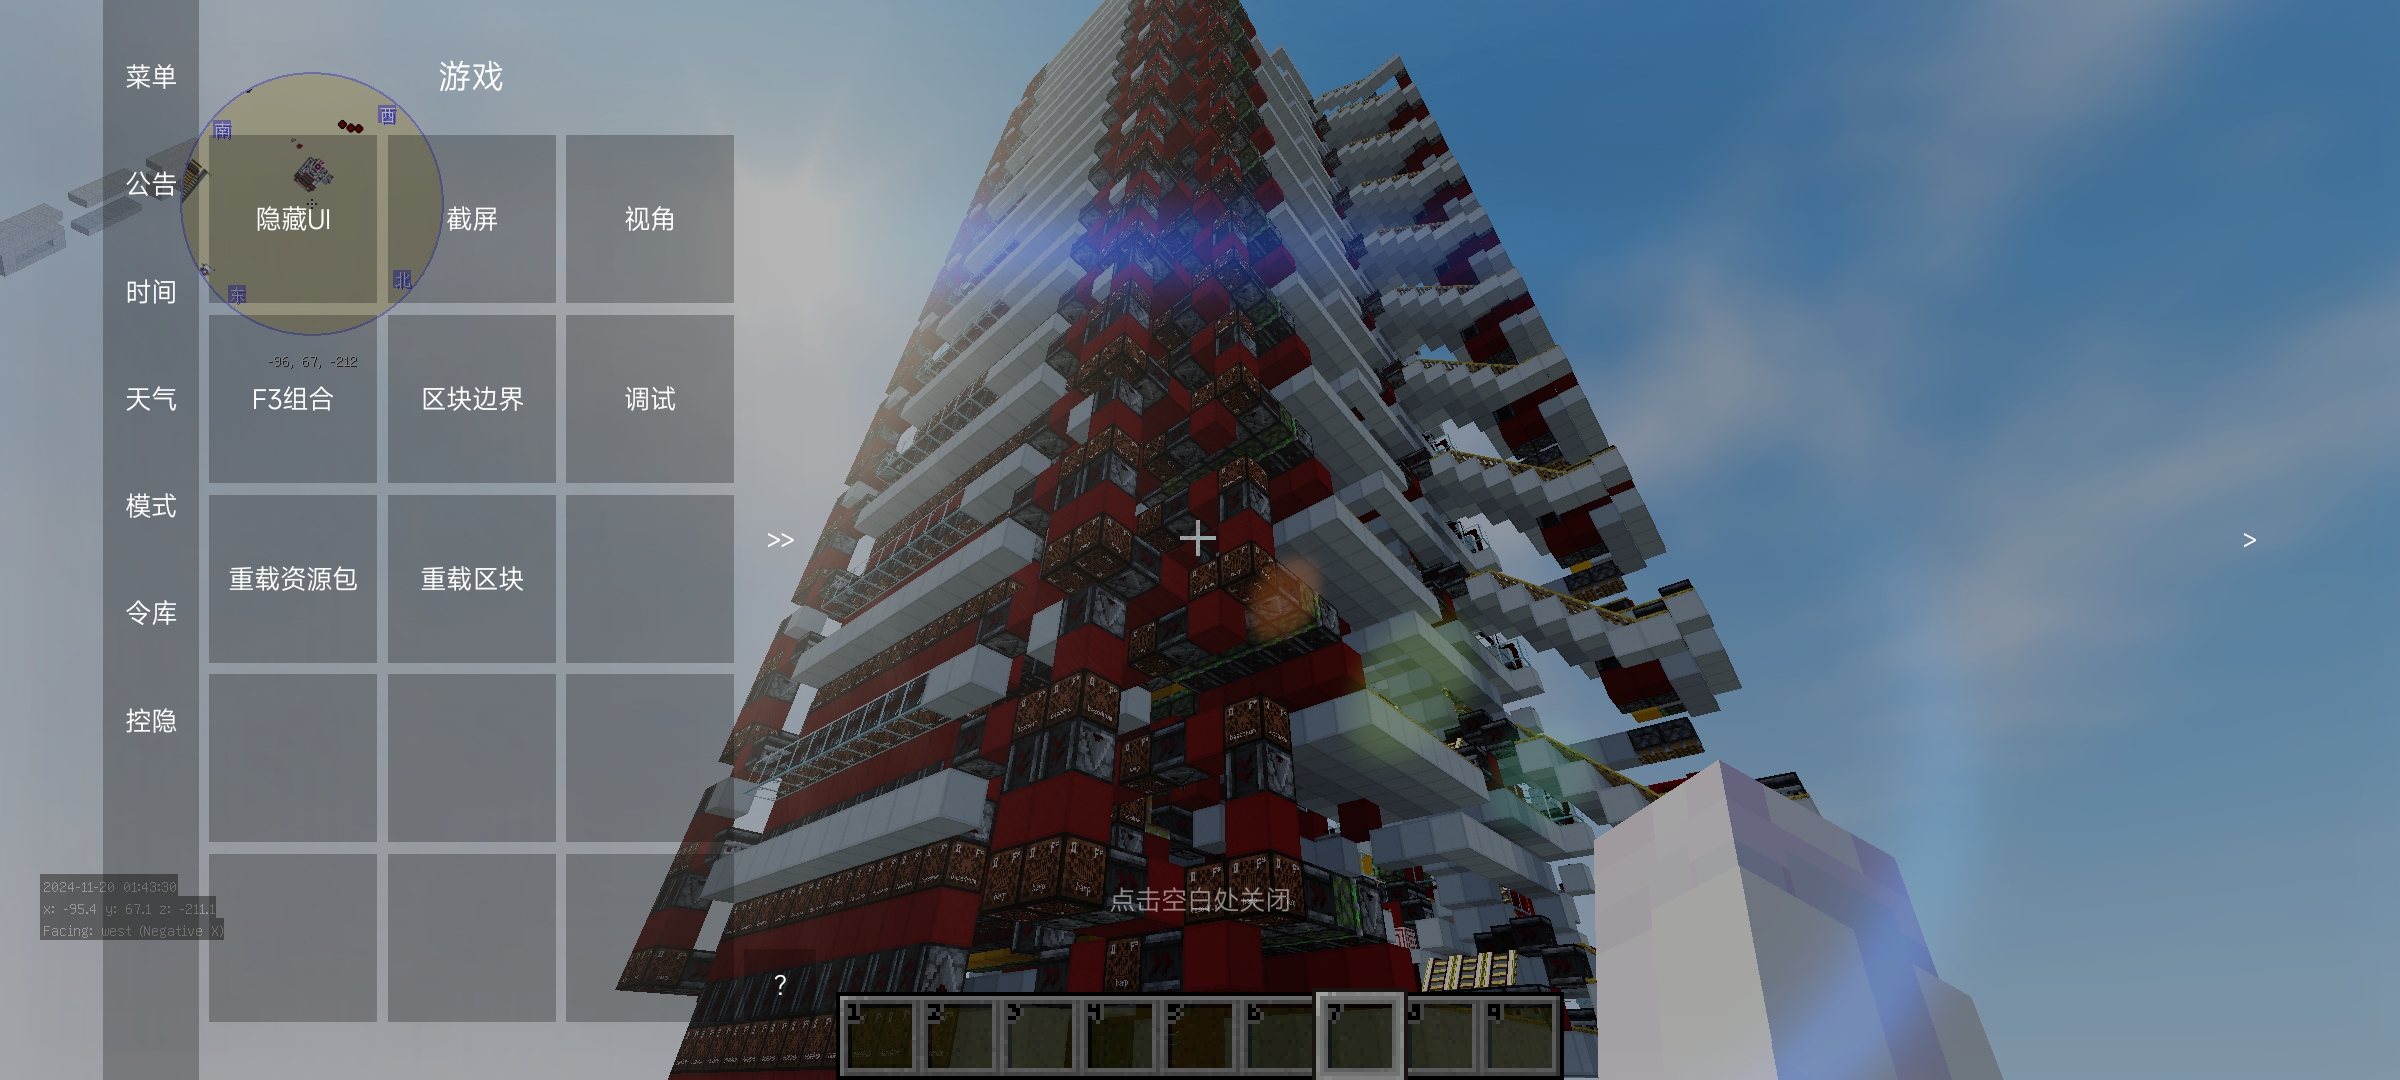 菜单
游戏
南
西
公告
隐藏UI
截屏
视角
时间
东
北
-96, 67, -212
天气
F3组合
区块边界
调试
模式
>>
>
重载资源包
重载区块
令库
控隐
2024-11-20 01:43:30
x: -95.4 y: 67.1 z: -211.1
Facing: west (Negative X)
点击空白处关闭
?
1 2 3 4 5 6 7 8 9
harp harp harp